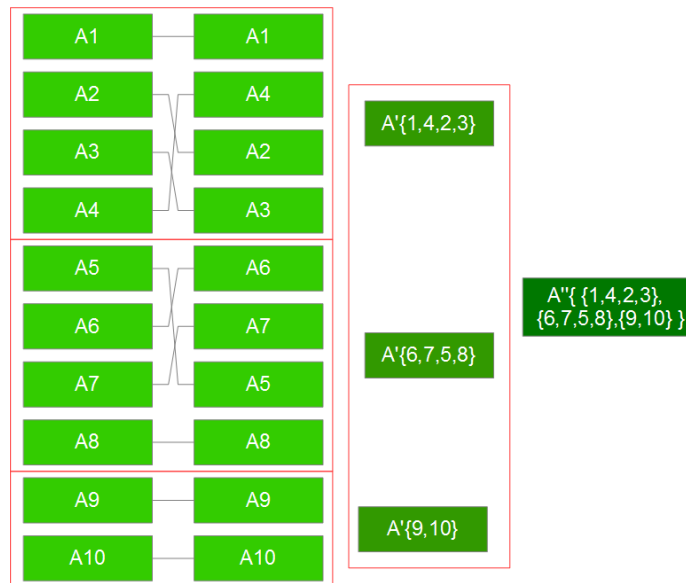 A1
A1
A2
A4
A3
A2
A4
A3
A'{1,4,2,3}
A5
A6
A6
A7
A7
A5
A8
A8
A'{6,7,5,8}
A''{ {1,4,2,3},
{6,7,5,8},{9,10} }
A9
A9
A10
A10
A'{9,10}